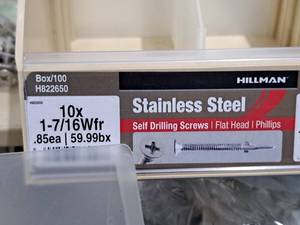 Box/100
H822650
HILLMAN
10x
1-7/16Wfr
.85ea | 59.99bx
Stainless Steel
Self Drilling Screws | Flat Head | Phillips